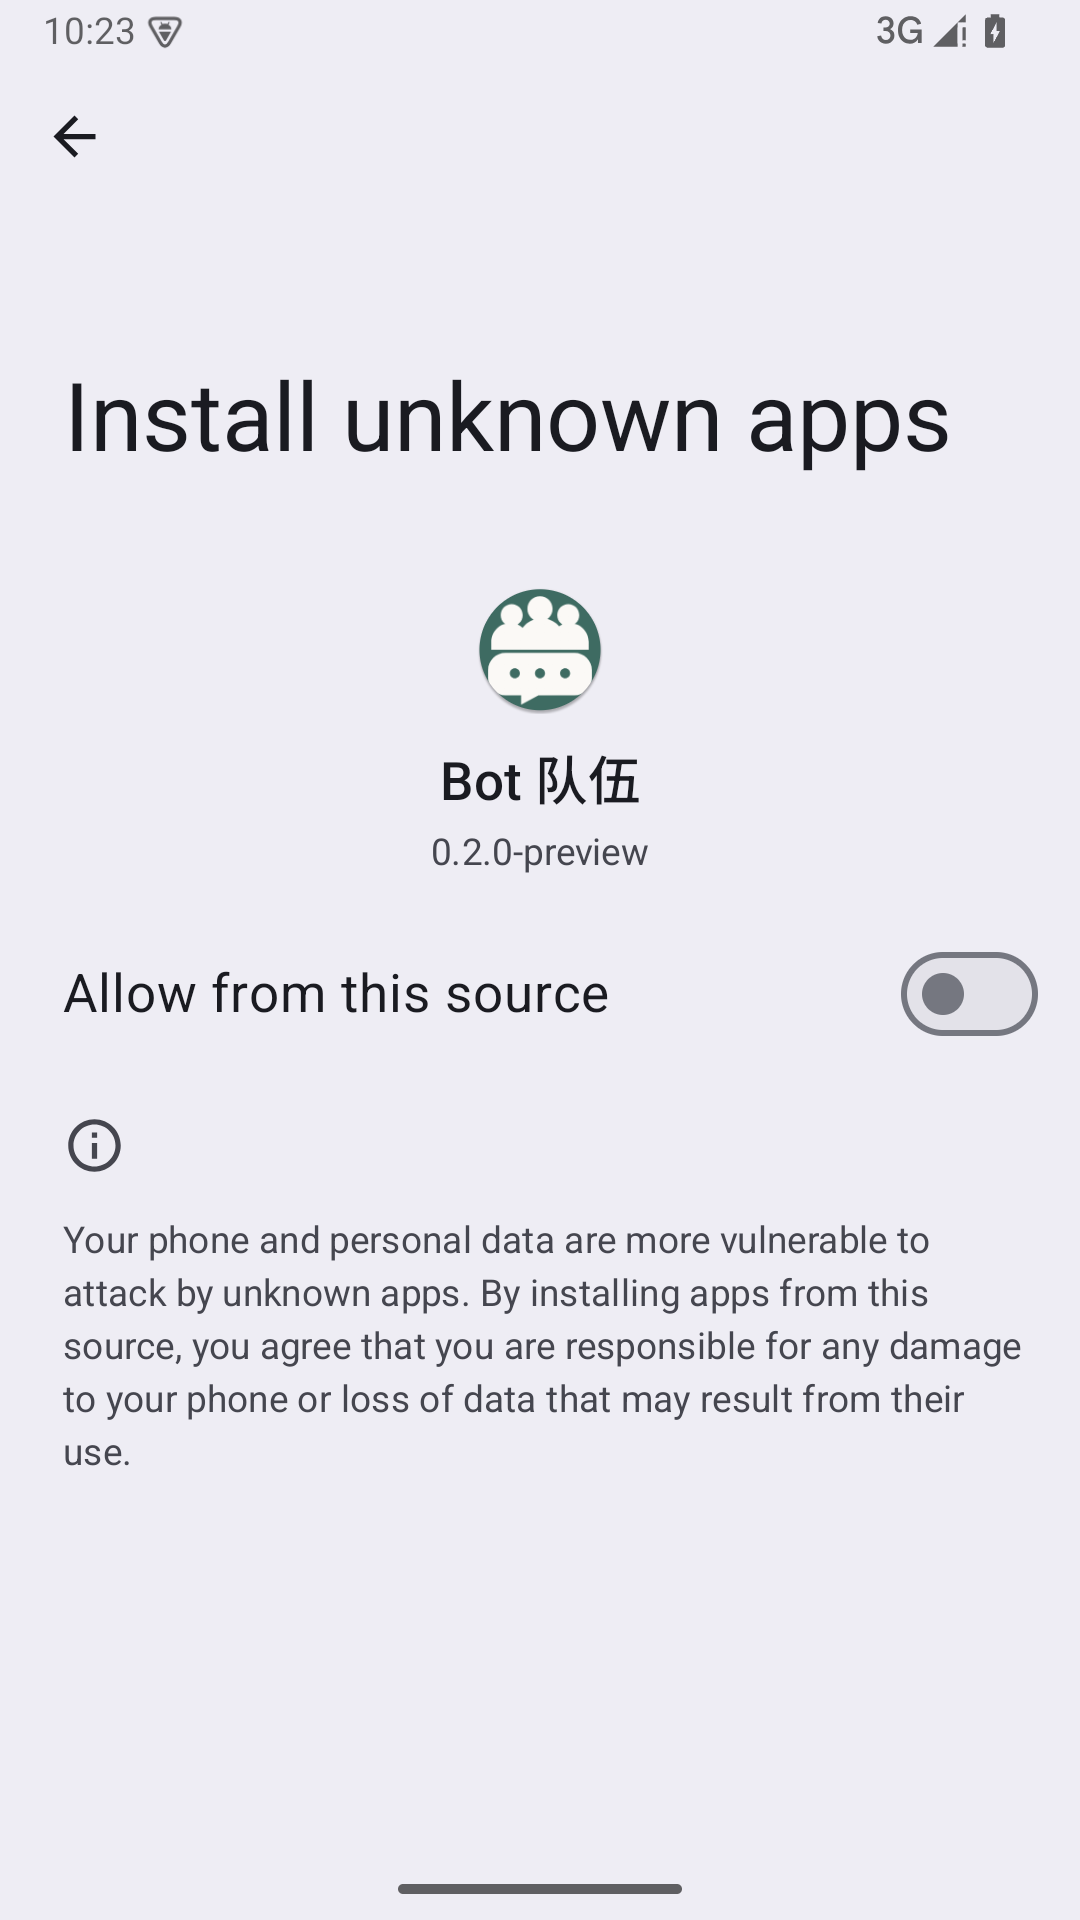 10:23
3G
Install unknown apps
Bot 队伍
0.2.0-preview
Allow from this source
Your phone and personal data are more vulnerable to
attack by unknown apps. By installing apps from this
source, you agree that you are responsible for any damage
to your phone or loss of data that may result from their
use.